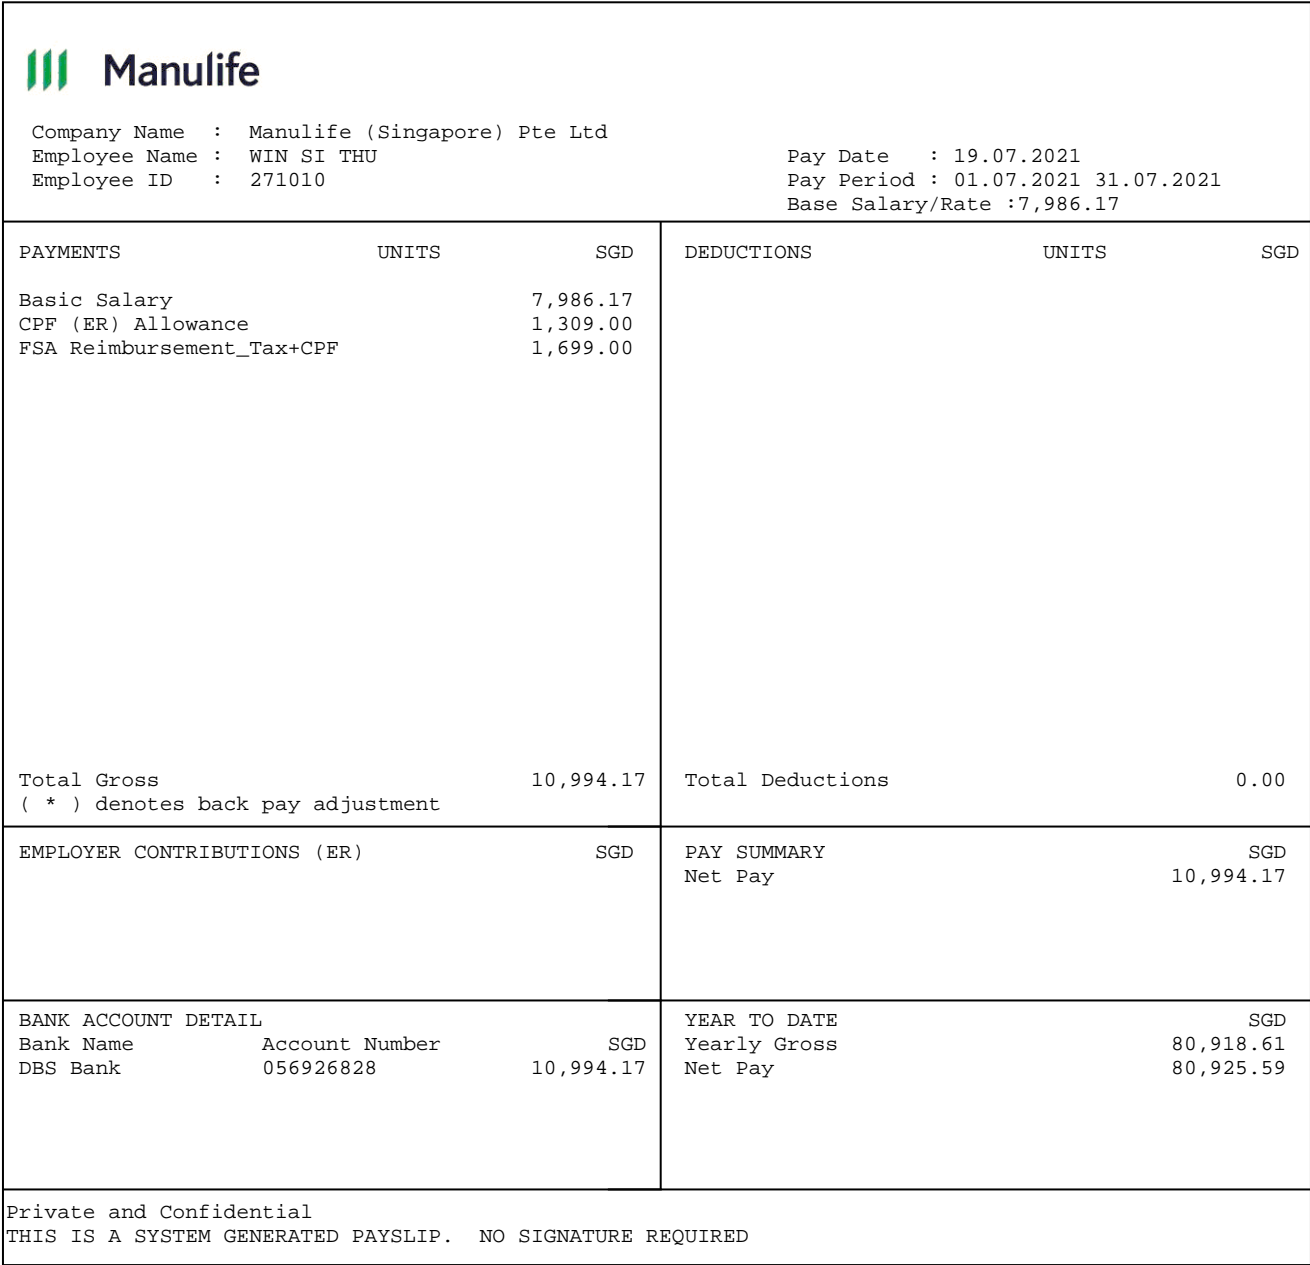 Manulife
Company Name : Manulife (Singapore) Pte Ltd
Employee Name : WIN SI THU
Employee ID : 271010
Pay Date : 19.07.2021
Pay Period : 01.07.2021 31.07.2021
Base Salary/Rate :7,986.17
PAYMENTS UNITS SGD
Basic Salary 7,986.17
CPF (ER) Allowance 1,309.00
FSA Reimbursement_Tax+CPF 1,699.00
Total Gross 10,994.17
( * ) denotes back pay adjustment
DEDUCTIONS UNITS SGD
Total Deductions 0.00
EMPLOYER CONTRIBUTIONS (ER) SGD
PAY SUMMARY SGD
Net Pay 10,994.17
BANK ACCOUNT DETAIL
Bank Name Account Number SGD
DBS Bank 056926828 10,994.17
YEAR TO DATE SGD
Yearly Gross 80,918.61
Net Pay 80,925.59
Private and Confidential
THIS IS A SYSTEM GENERATED PAYSLIP. NO SIGNATURE REQUIRED